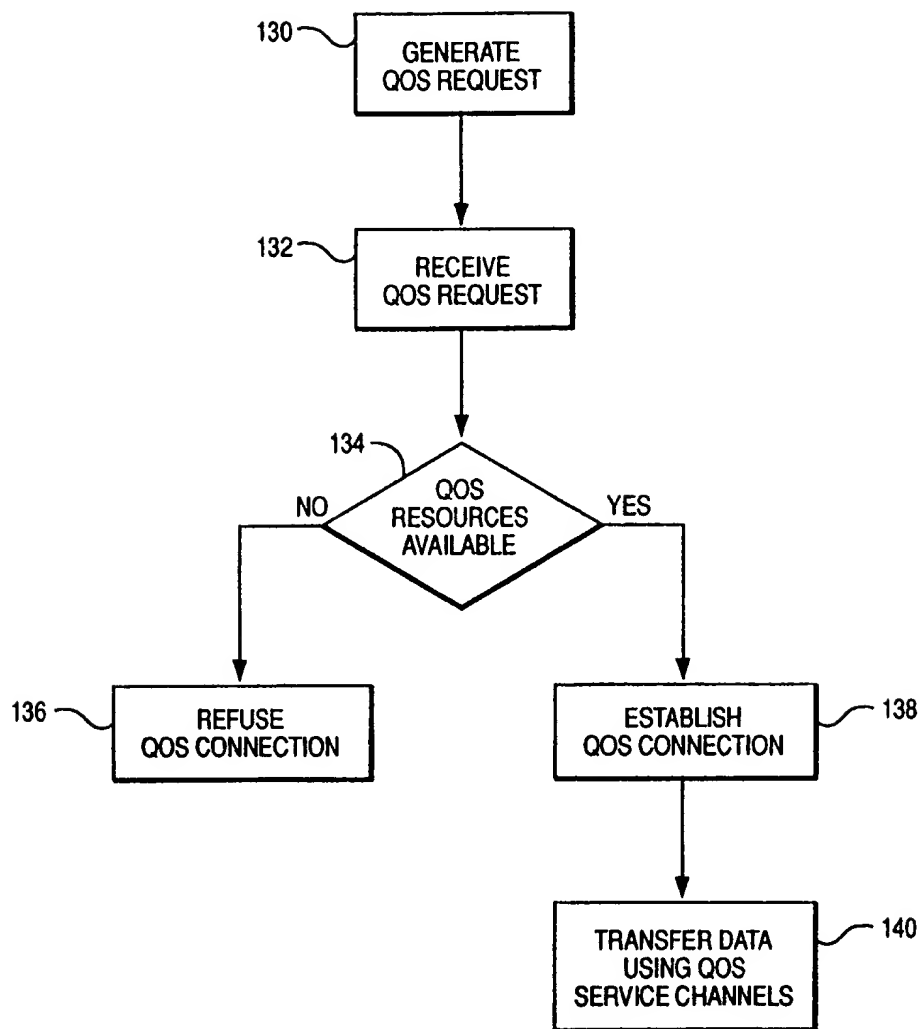 130
GENERATE
QOS REQUEST
132
RECEIVE
QOS REQUEST
134
QOS
RESOURCES
AVAILABLE
NO
YES
136
REFUSE
QOS CONNECTION
ESTABLISH
QOS CONNECTION
138
TRANSFER DATA
USING QOS
SERVICE CHANNELS
140